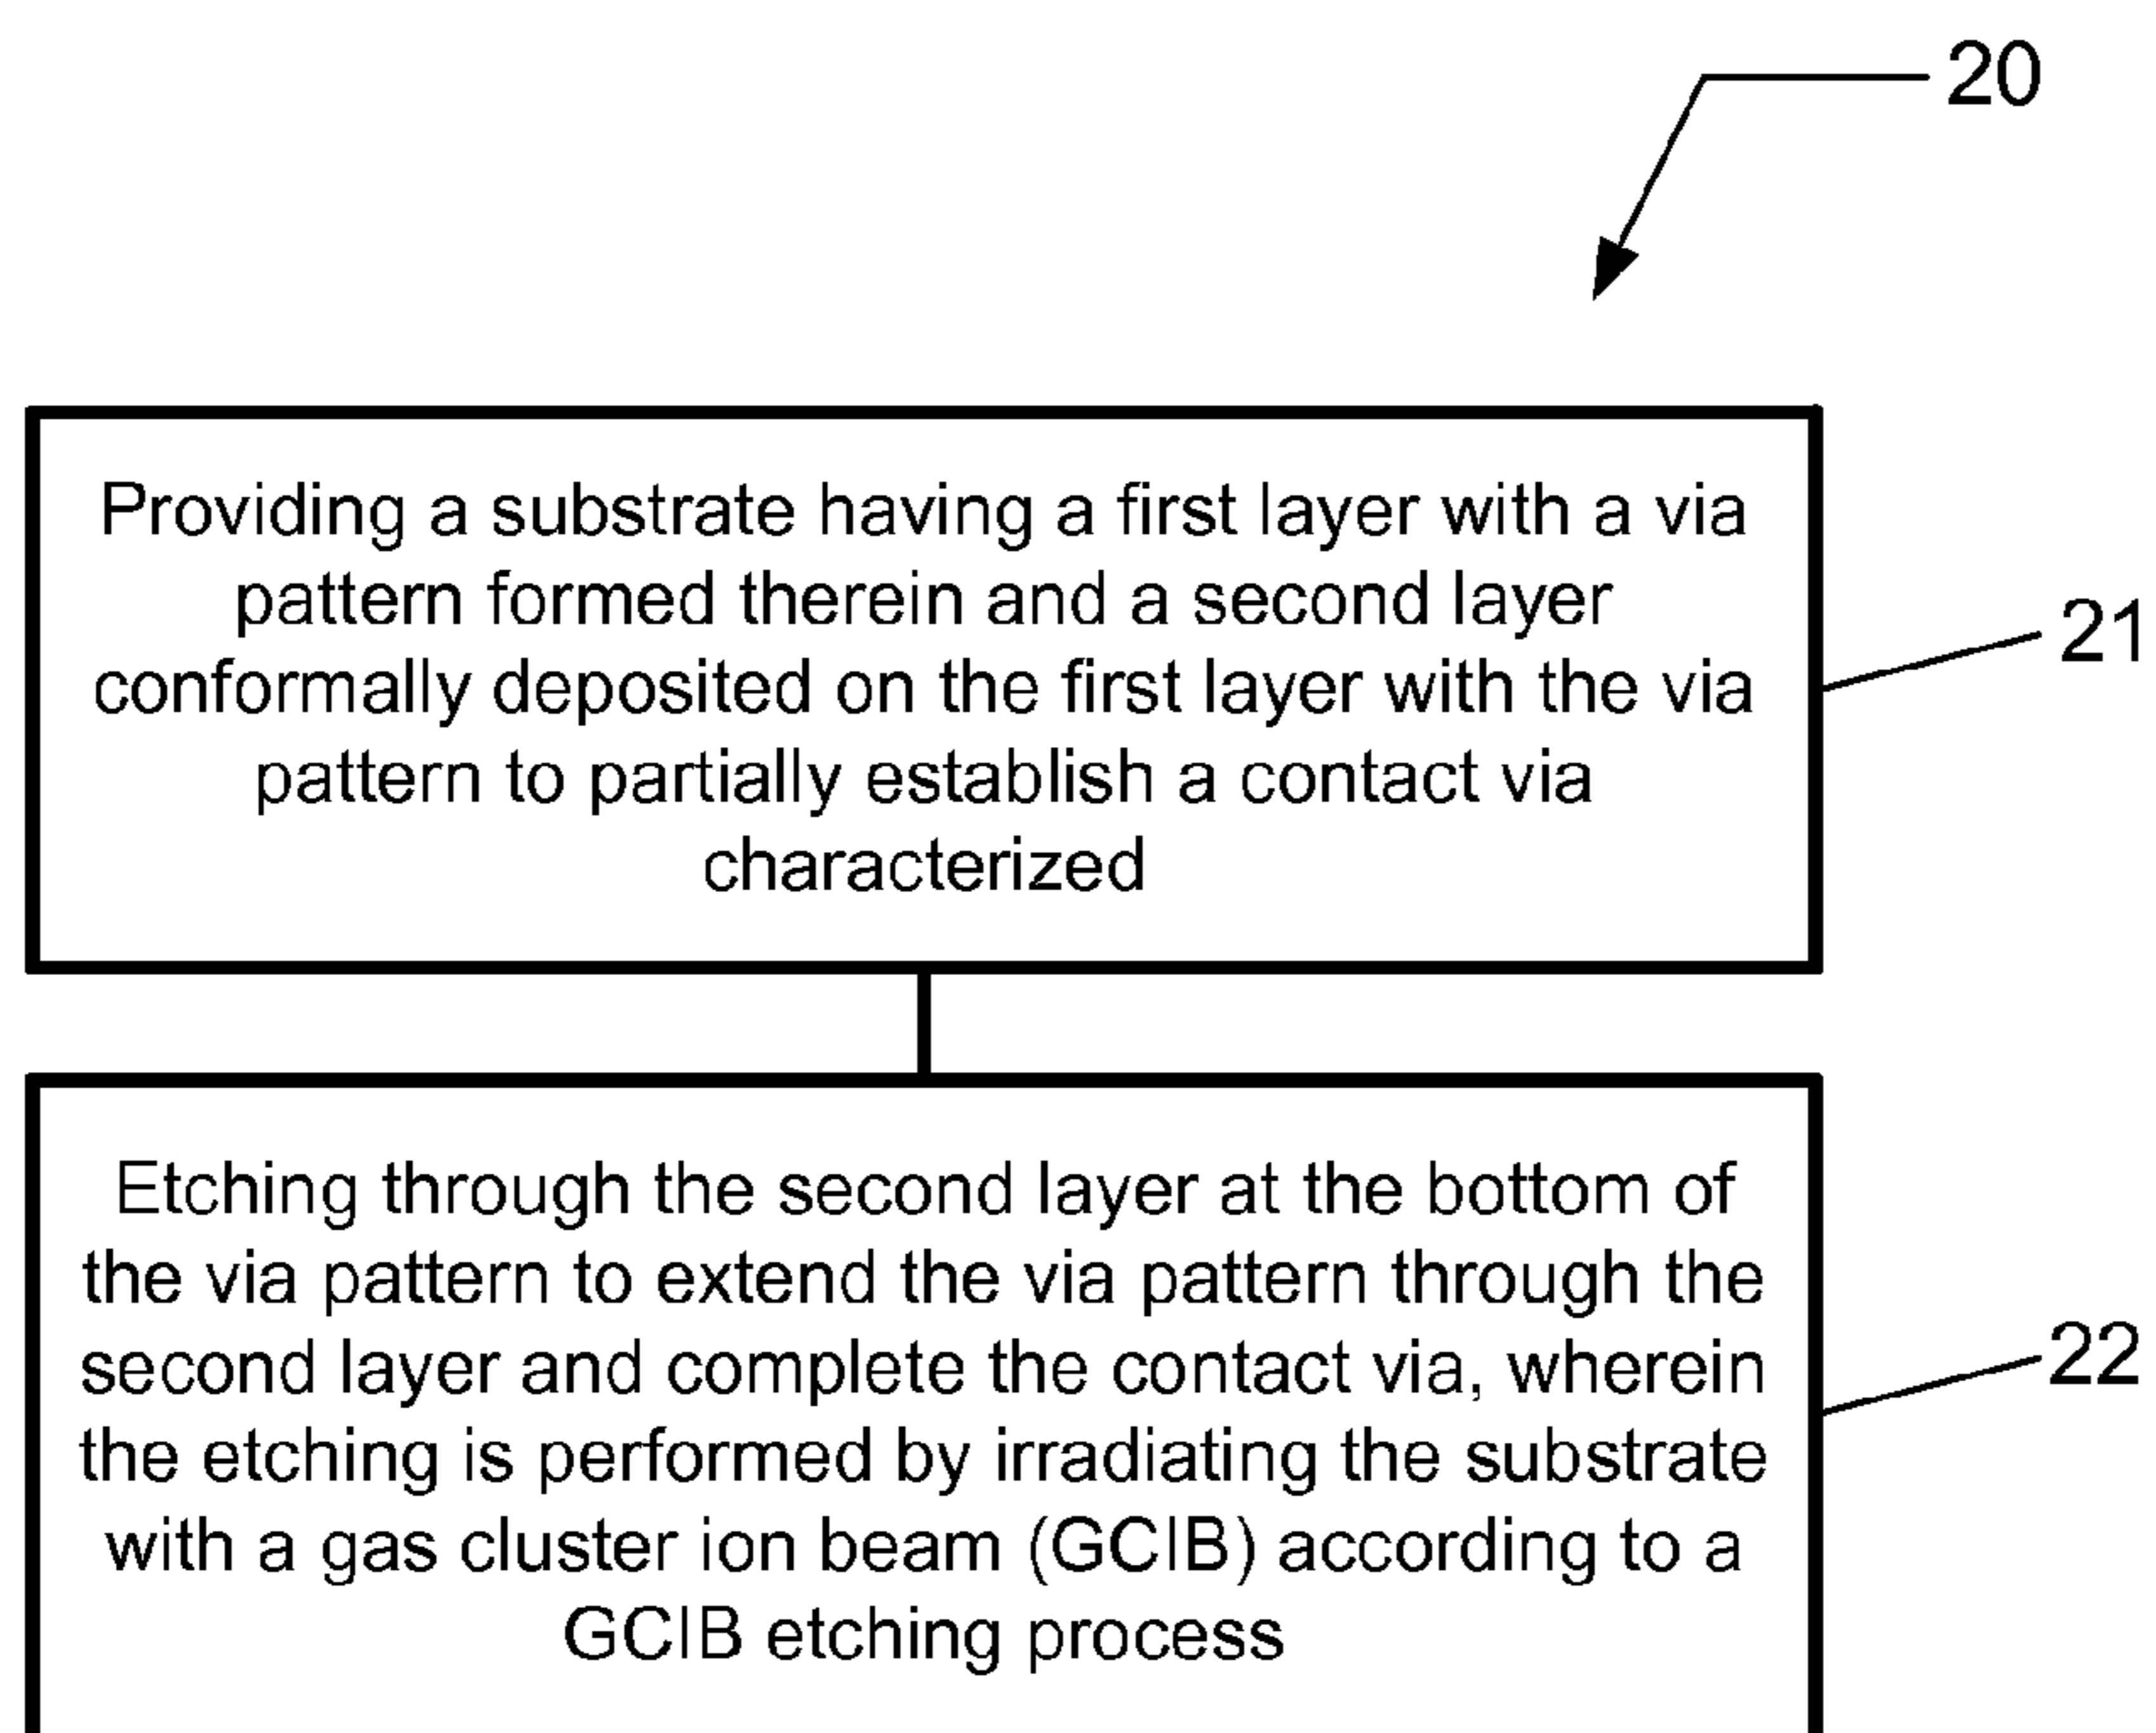 20
Providing a substrate having a first layer with a via
pattern formed therein and a second layer
conformally deposited on the first layer with the via
pattern to partially establish a contact via
characterized
21
Etching through the second layer at the bottom of
the via pattern to extend the via pattern through the
second layer and complete the contact via, wherein
the etching is performed by irradiating the substrate
with a gas cluster ion beam (GCIB) according to a
GCIB etching process
22